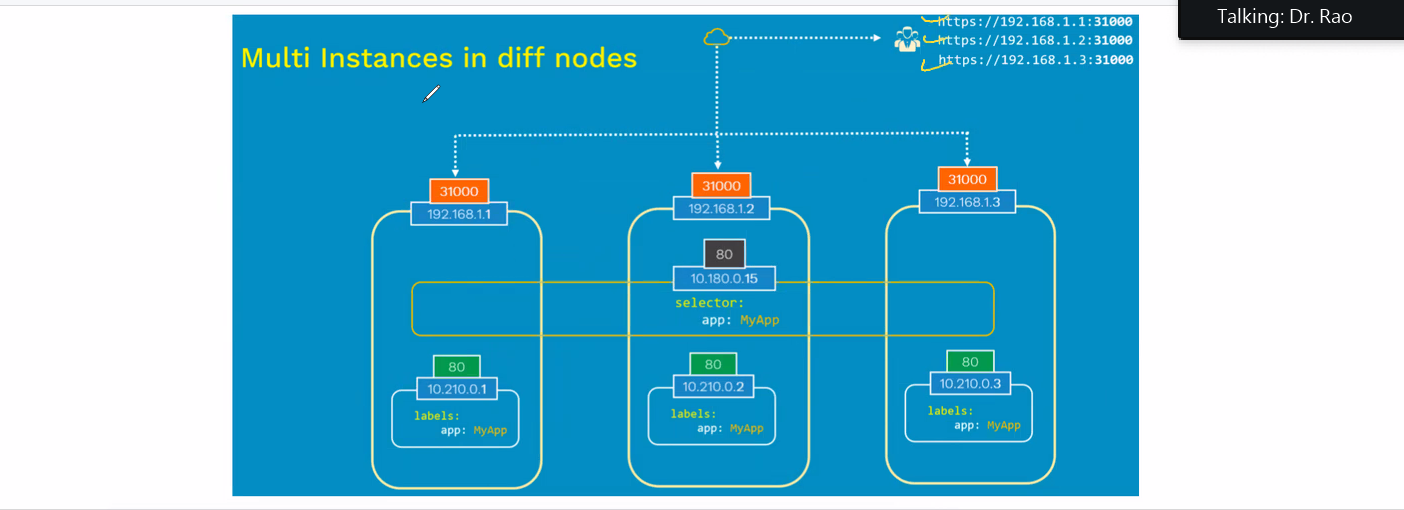 Talking: Dr. Rao
Multi Instances in diff nodes
https://192.168.1.1:31000
https://192.168.1.2:31000
https://192.168.1.3:31000
31000
192.168.1.1
31000
192.168.1.2
31000
192.168.1.3
80
10.180.0.15
selector:
app: MyApp
80
10.210.0.1
labels:
app: MyApp
80
10.210.0.2
labels:
app: MyApp
80
10.210.0.3
labels:
app: MyApp